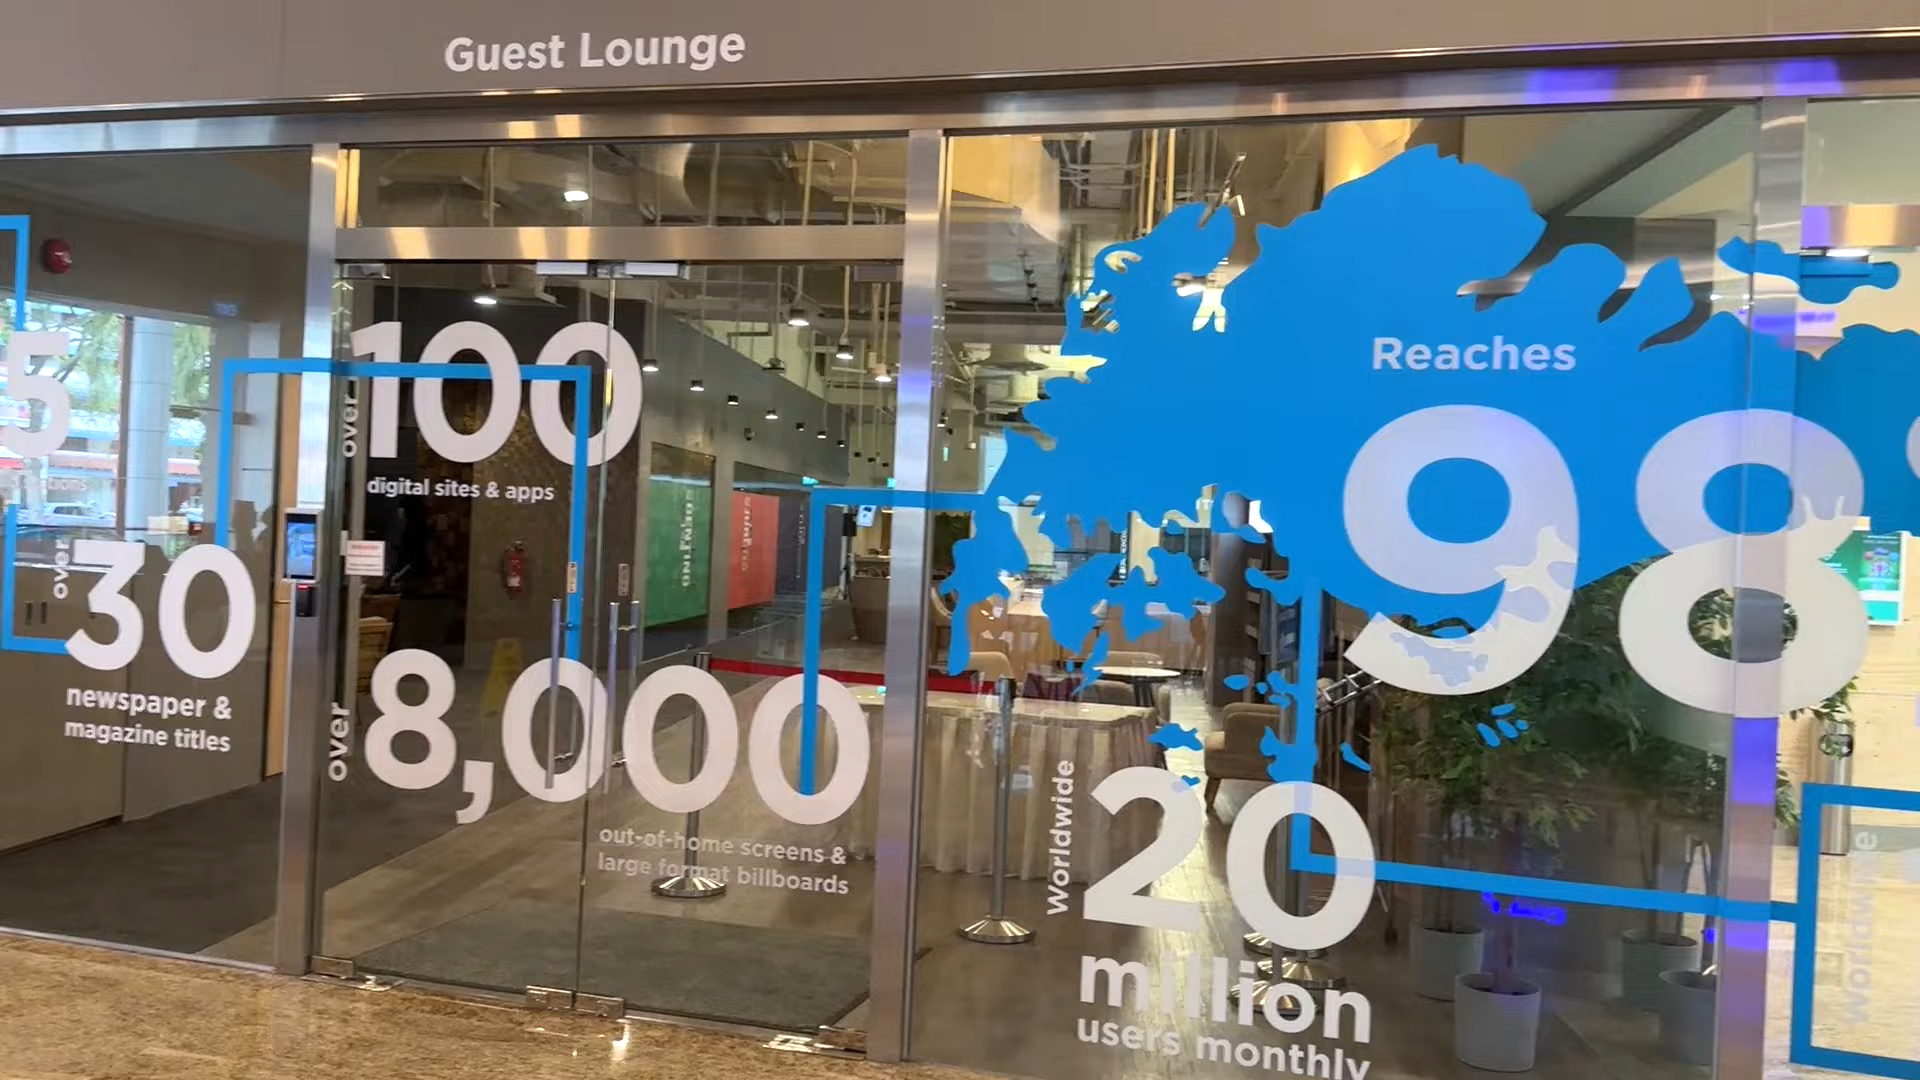 Guest Lounge
5
over
30
newspaper &
magazine titles
over
100
digital sites & apps
over
8,000
out-of-home screens &
large format billboards
Reaches
98
Worldwide
20
million
users monthly
Worldwide